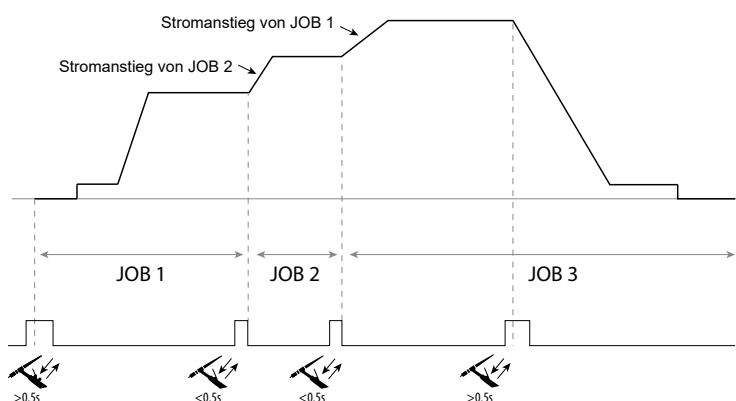 Stromanstieg von JOB 1
Stromanstieg von JOB 2
JOB 1
JOB 2
JOB 3
>0.5s
<0.5s
<0.5s
>0.5s